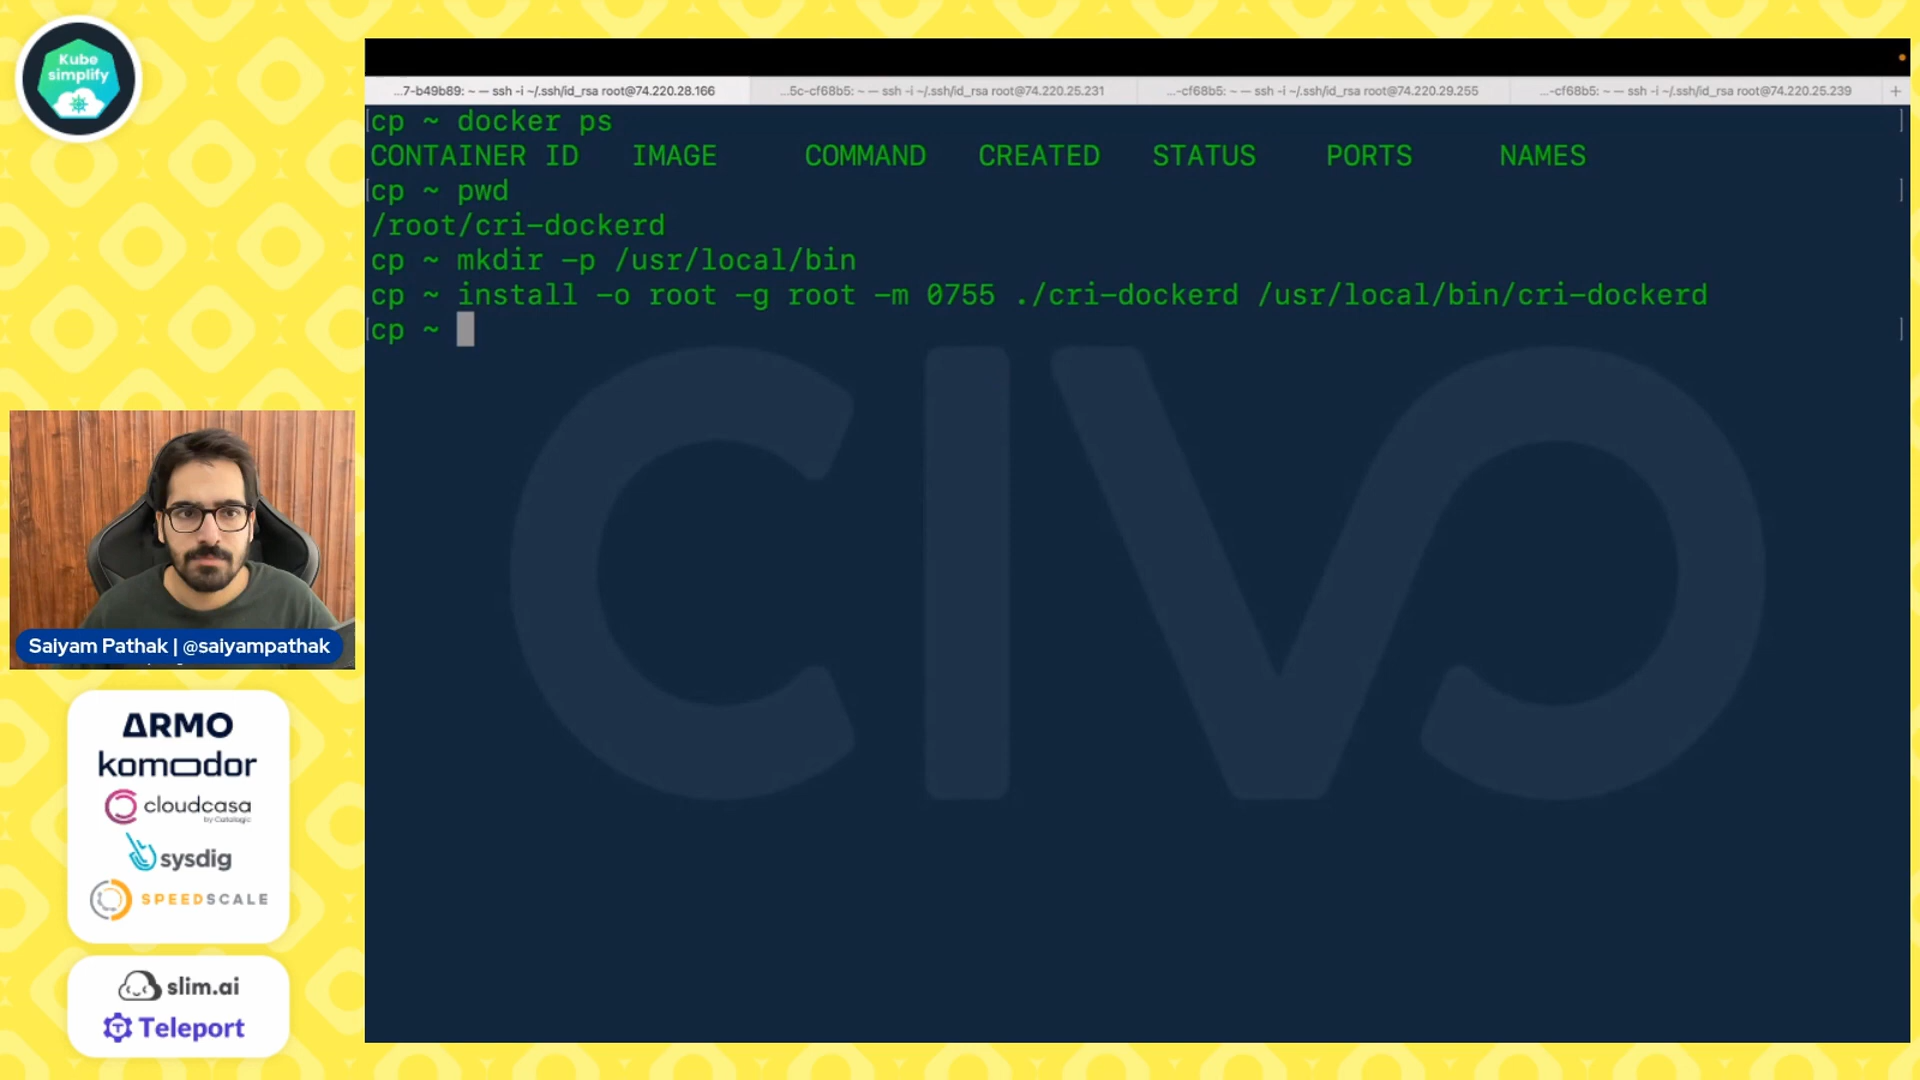 Kube
simplify
...7-b49b89: ~ — ssh -i ~/.ssh/id_rsa root@74.220.28.166
...5c-cf68b5: ~ — ssh -i ~/.ssh/id_rsa root@74.220.25.231
...-cf68b5: ~ — ssh -i ~/.ssh/id_rsa root@74.220.29.255
...-cf68b5: ~ — ssh -i ~/.ssh/id_rsa root@74.220.25.239
+
cp ~ docker ps
CONTAINER ID IMAGE COMMAND CREATED STATUS PORTS NAMES
cp ~ pwd
/root/cri-dockerd
cp ~ mkdir -p /usr/local/bin
cp ~ install -o root -g root -m 0755 ./cri-dockerd /usr/local/bin/cri-dockerd
cp ~
CIVO
Saiyam Pathak | @saiyampathak
ARMO
komodor
cloudcasa
by Catalogic
sysdig
SPEEDSCALE
slim.ai
Teleport